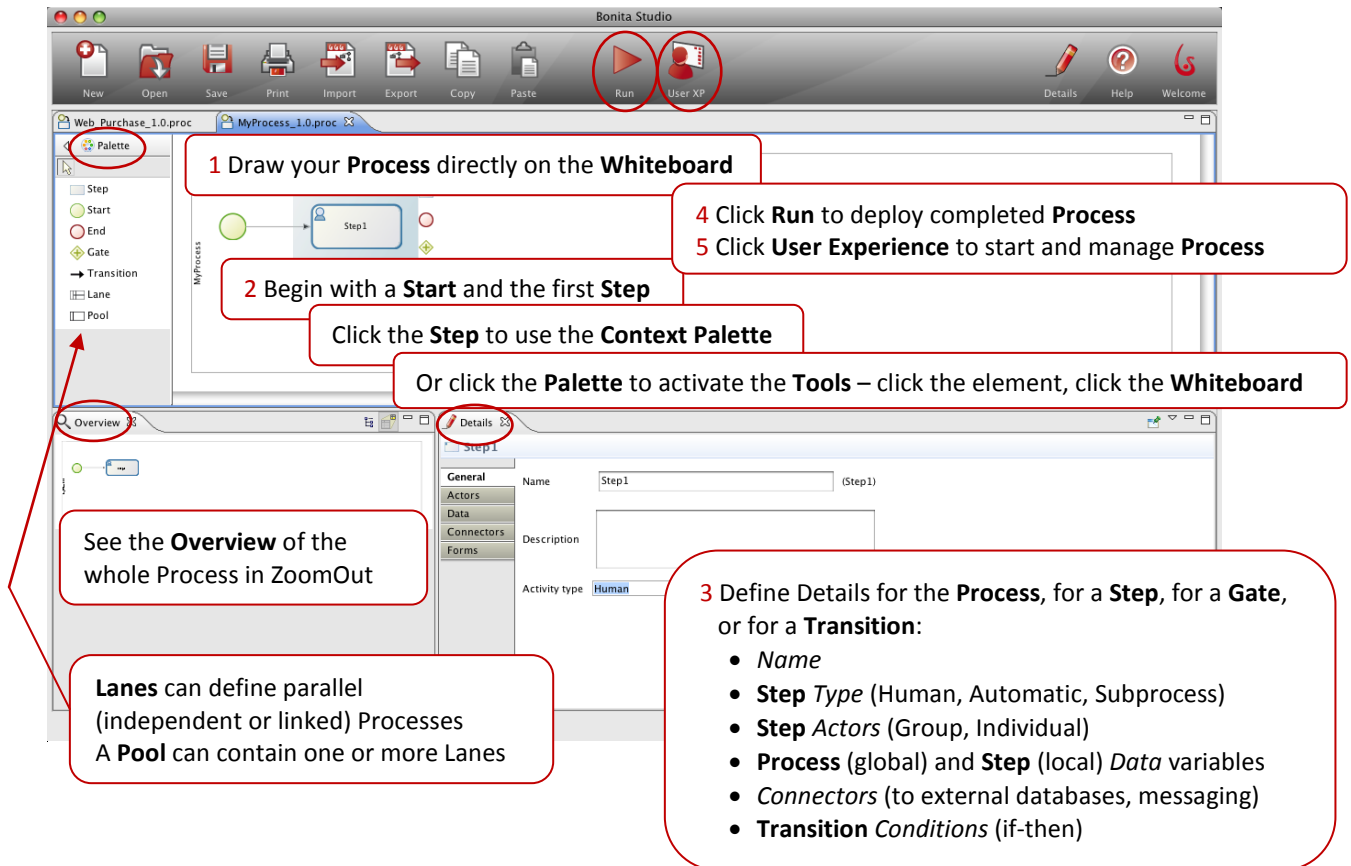 Bonita Studio
New Open Save Print Import Export Copy Paste Run User XP Details Help Welcome
Web_Purchase_1.0.proc MyProcess_1.0.proc
Palette
Step
Start
End
Gate
Transition
Lane
Pool
1 Draw your Process directly on the Whiteboard
MyProcess
Step1
4 Click Run to deploy completed Process
5 Click User Experience to start and manage Process
2 Begin with a Start and the first Step
Click the Step to use the Context Palette
Or click the Palette to activate the Tools – click the element, click the Whiteboard
Overview
See the Overview of the
whole Process in ZoomOut
Lanes can define parallel
(independent or linked) Processes
A Pool can contain one or more Lanes
Details
Step1
General
Actors
Data
Connectors
Forms
Name Step1 (Step1)
Description
Activity type Human
3 Define Details for the Process, for a Step, for a Gate,
or for a Transition:
• Name
• Step Type (Human, Automatic, Subprocess)
• Step Actors (Group, Individual)
• Process (global) and Step (local) Data variables
• Connectors (to external databases, messaging)
• Transition Conditions (if-then)